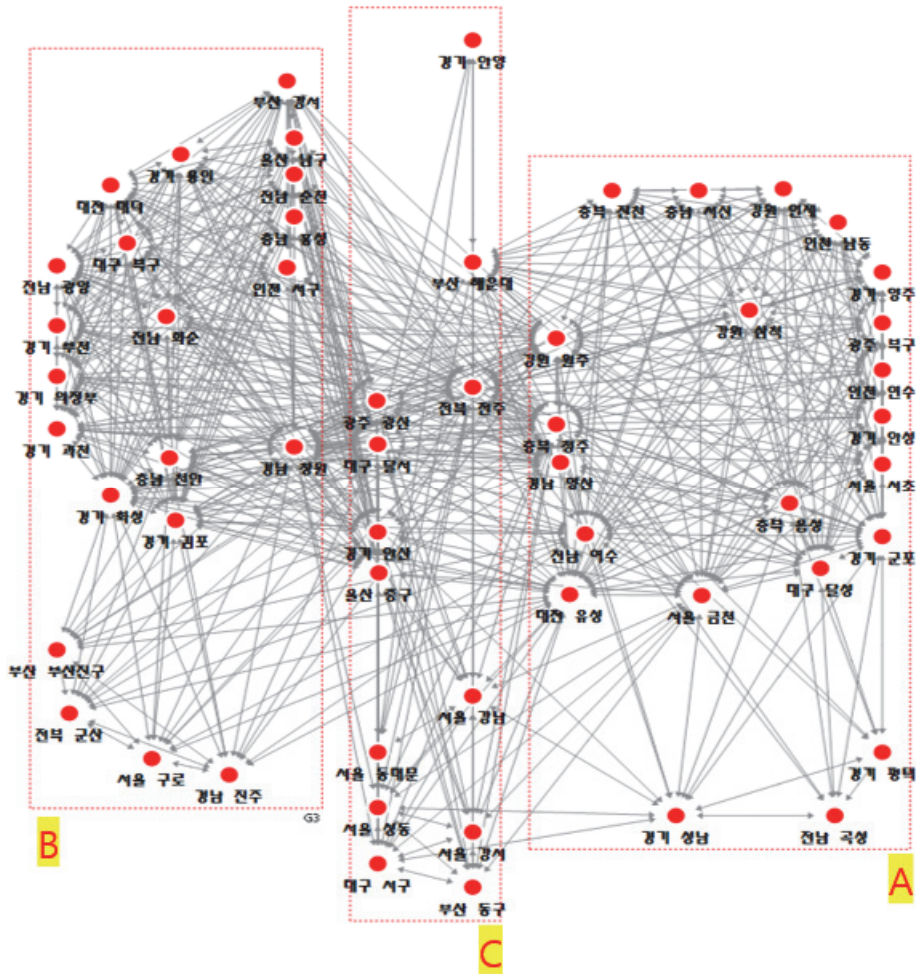 경기 안양
부산 강서
울산 남구
경기 용인
전남 순천
대전 대덕
충북 진천
충남 서산
강원 인제
충남 홍성
인천 남동
대구 북구
전남 광양
인천 서구
부산 해운대
경기 양주
강원 삼척
전남 화순
경기 부천
강원 원주
광주 북구
경기 의정부
광주 광산
전북 전주
인천 연수
경기 과천
충남 천안
경남 창원
대구 달서
충북 청주
경기 안성
경남 양산
서울 서초
경기 화성
경기 김포
경기 안산
전남 여수
충북 음성
경기 군포
울산 중구
대전 유성
서울 금천
대구 달성
부산 부산진구
전북 군산
서울 강남
서울 구로
경남 진주
서울 동대문
경기 평택
G3
서울 성동
서울 강서
경기 성남
전남 곡성
대구 서구
부산 동구
B
A
C